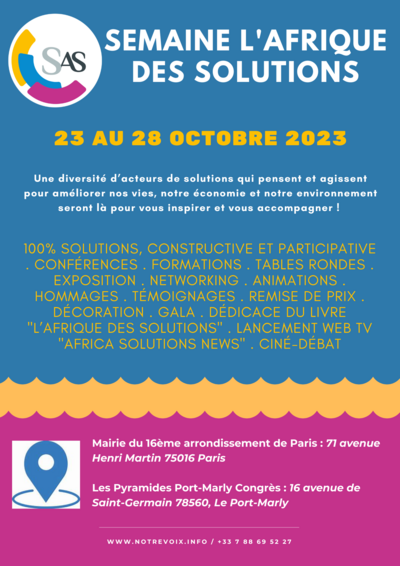 SAS
SEMAINE L'AFRIQUE
DES SOLUTIONS
23 AU 28 OCTOBRE 2023
Une diversité d'acteurs de solutions qui pensent et agissent
pour améliorer nos vies, notre économie et notre environnement
seront là pour vous inspirer et vous accompagner !
100% SOLUTIONS, CONSTRUCTIVE ET PARTICIPATIVE
. CONFÉRENCES . FORMATIONS . TABLES RONDES .
EXPOSITION . NETWORKING . ANIMATIONS .
HOMMAGES . TÉMOIGNAGES . REMISE DE PRIX .
DÉCORATION . GALA . DÉDICACE DU LIVRE
"L'AFRIQUE DES SOLUTIONS" . LANCEMENT WEB TV
"AFRICA SOLUTIONS NEWS" . CINÉ-DÉBAT
Mairie du 16ème arrondissement de Paris : 71 avenue
Henri Martin 75016 Paris
Les Pyramides Port-Marly Congrès : 16 avenue de
Saint-Germain 78560, Le Port-Marly
WWW.NOTREVOIX.INFO / +33 7 88 69 52 27